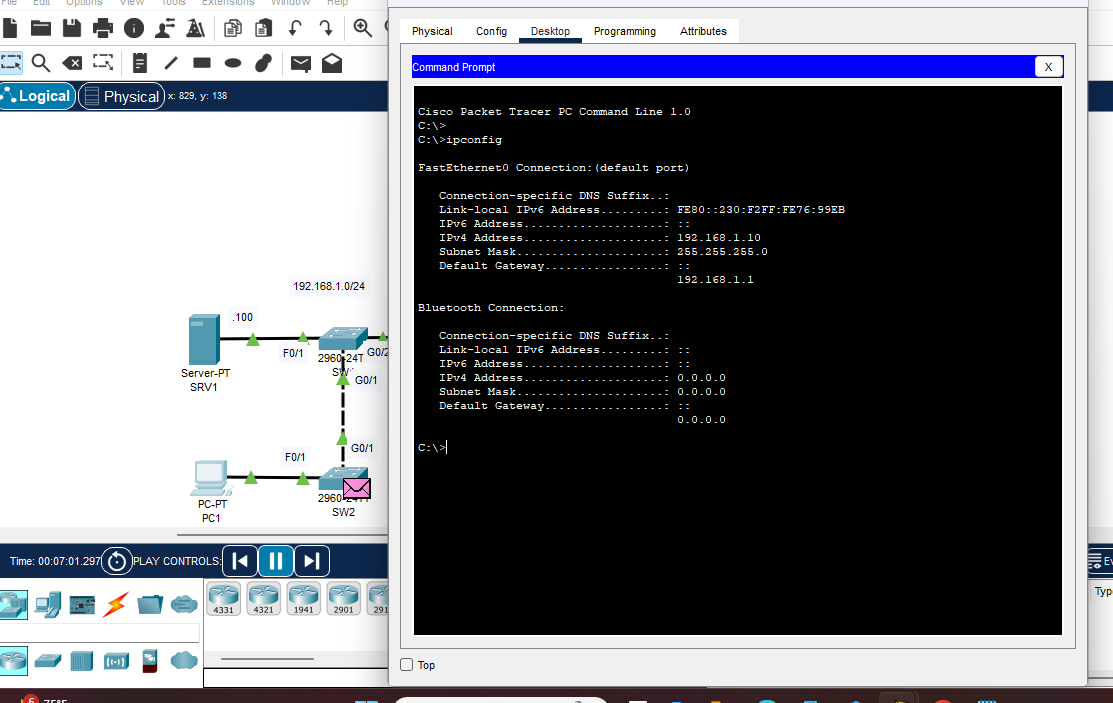 File Edit Options View Tools Extensions Window Help
Logical
Physical
x: 829, y: 138
192.168.1.0/24
.100
F0/1
2960-24T
G0/2
Server-PT
SRV1
G0/1
G0/1
F0/1
PC-PT
PC1
SW2
Time: 00:07:01.297
PLAY CONTROLS:
4331
4321
1941
2901
Physical
Config
Desktop
Programming
Attributes
Command Prompt
X
Cisco Packet Tracer PC Command Line 1.0
C:\>
C:\>ipconfig
FastEthernet0 Connection:(default port)
Connection-specific DNS Suffix..:
Link-local IPv6 Address.........: FE80::230:F2FF:FE76:99EB
IPv6 Address....................: ::
IPv4 Address....................: 192.168.1.10
Subnet Mask.....................: 255.255.255.0
Default Gateway.................: ::
192.168.1.1
Bluetooth Connection:
Connection-specific DNS Suffix..:
Link-local IPv6 Address.........: ::
IPv6 Address....................: ::
IPv4 Address....................: 0.0.0.0
Subnet Mask.....................: 0.0.0.0
Default Gateway.................: ::
0.0.0.0
C:\>
Top
6